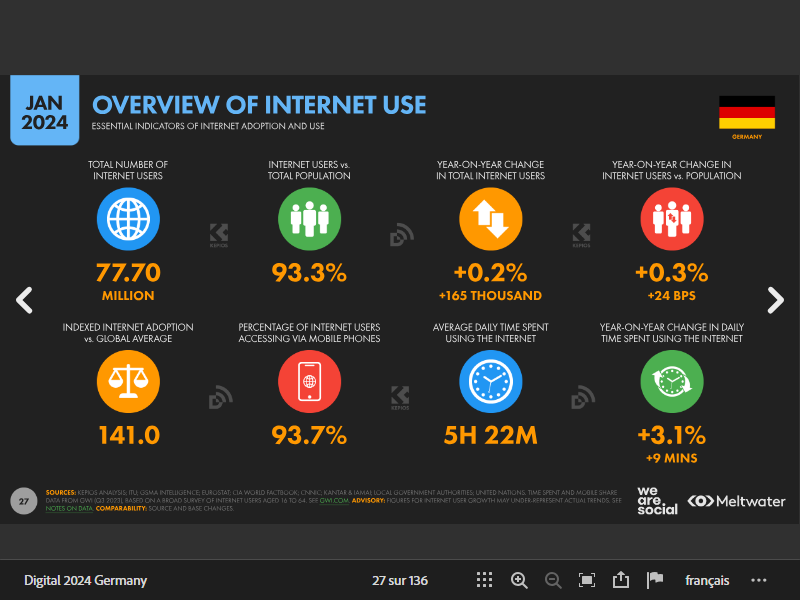 JAN
2024
OVERVIEW OF INTERNET USE
ESSENTIAL INDICATORS OF INTERNET ADOPTION AND USE
GERMANY
TOTAL NUMBER OF
INTERNET USERS
77.70
MILLION
INTERNET USERS vs.
TOTAL POPULATION
93.3%
YEAR-ON-YEAR CHANGE
IN TOTAL INTERNET USERS
+0.2%
+165 THOUSAND
YEAR-ON-YEAR CHANGE IN
INTERNET USERS vs. POPULATION
+0.3%
+24 BPS
KEPIOS
KEPIOS
INDEXED INTERNET ADOPTION
vs. GLOBAL AVERAGE
141.0
PERCENTAGE OF INTERNET USERS
ACCESSING VIA MOBILE PHONES
93.7%
AVERAGE DAILY TIME SPENT
USING THE INTERNET
5H 22M
YEAR-ON-YEAR CHANGE IN DAILY
TIME SPENT USING THE INTERNET
+3.1%
+9 MINS
KEPIOS
27
SOURCES: KEPIOS ANALYSIS; ITU; GSMA INTELLIGENCE; EUROSTAT; CIA WORLD FACTBOOK; CNNIC; KANTAR & IAMAI; LOCAL GOVERNMENT AUTHORITIES; UNITED NATIONS. TIME SPENT AND MOBILE SHARE
DATA FROM GWI (Q3 2023), BASED ON A BROAD SURVEY OF INTERNET USERS AGED 16 TO 64. SEE GWI.COM. ADVISORY: FIGURES FOR INTERNET USER GROWTH MAY UNDER-REPRESENT ACTUAL TRENDS. SEE
NOTES ON DATA. COMPARABILITY: SOURCE AND BASE CHANGES.
we
are.
social
Meltwater
Digital 2024 Germany
27 sur 136
français